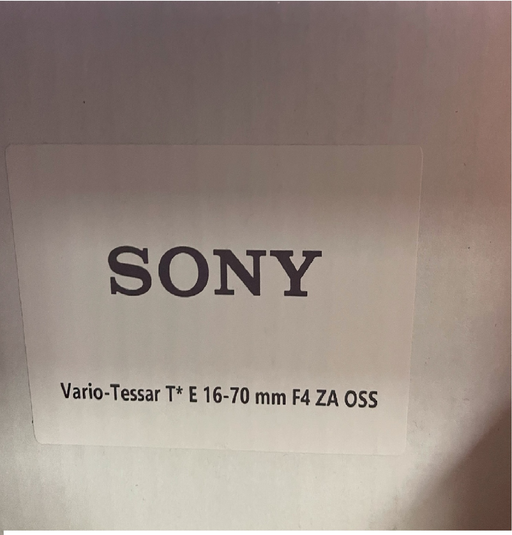 SONY
Vario-Tessar T* E 16-70 mm F4 ZA OSS